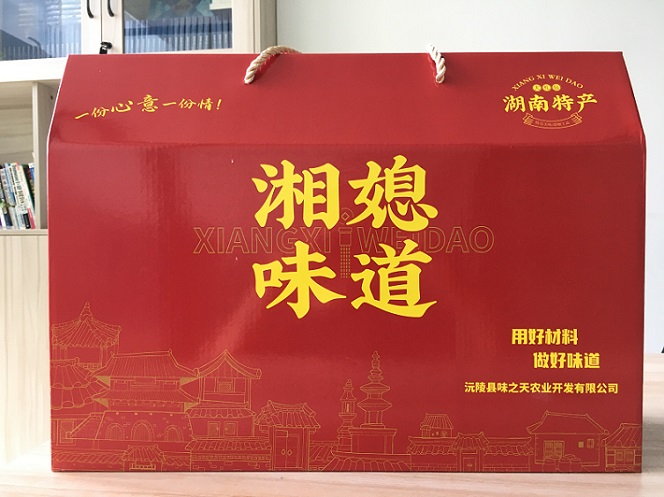 一份心意一份情!
XIANG XI WEI DAO
湖南特产
湘媳
XIANGXI WEIDAO
味道
用好材料
做好味道
沅陵县味之天农业开发有限公司